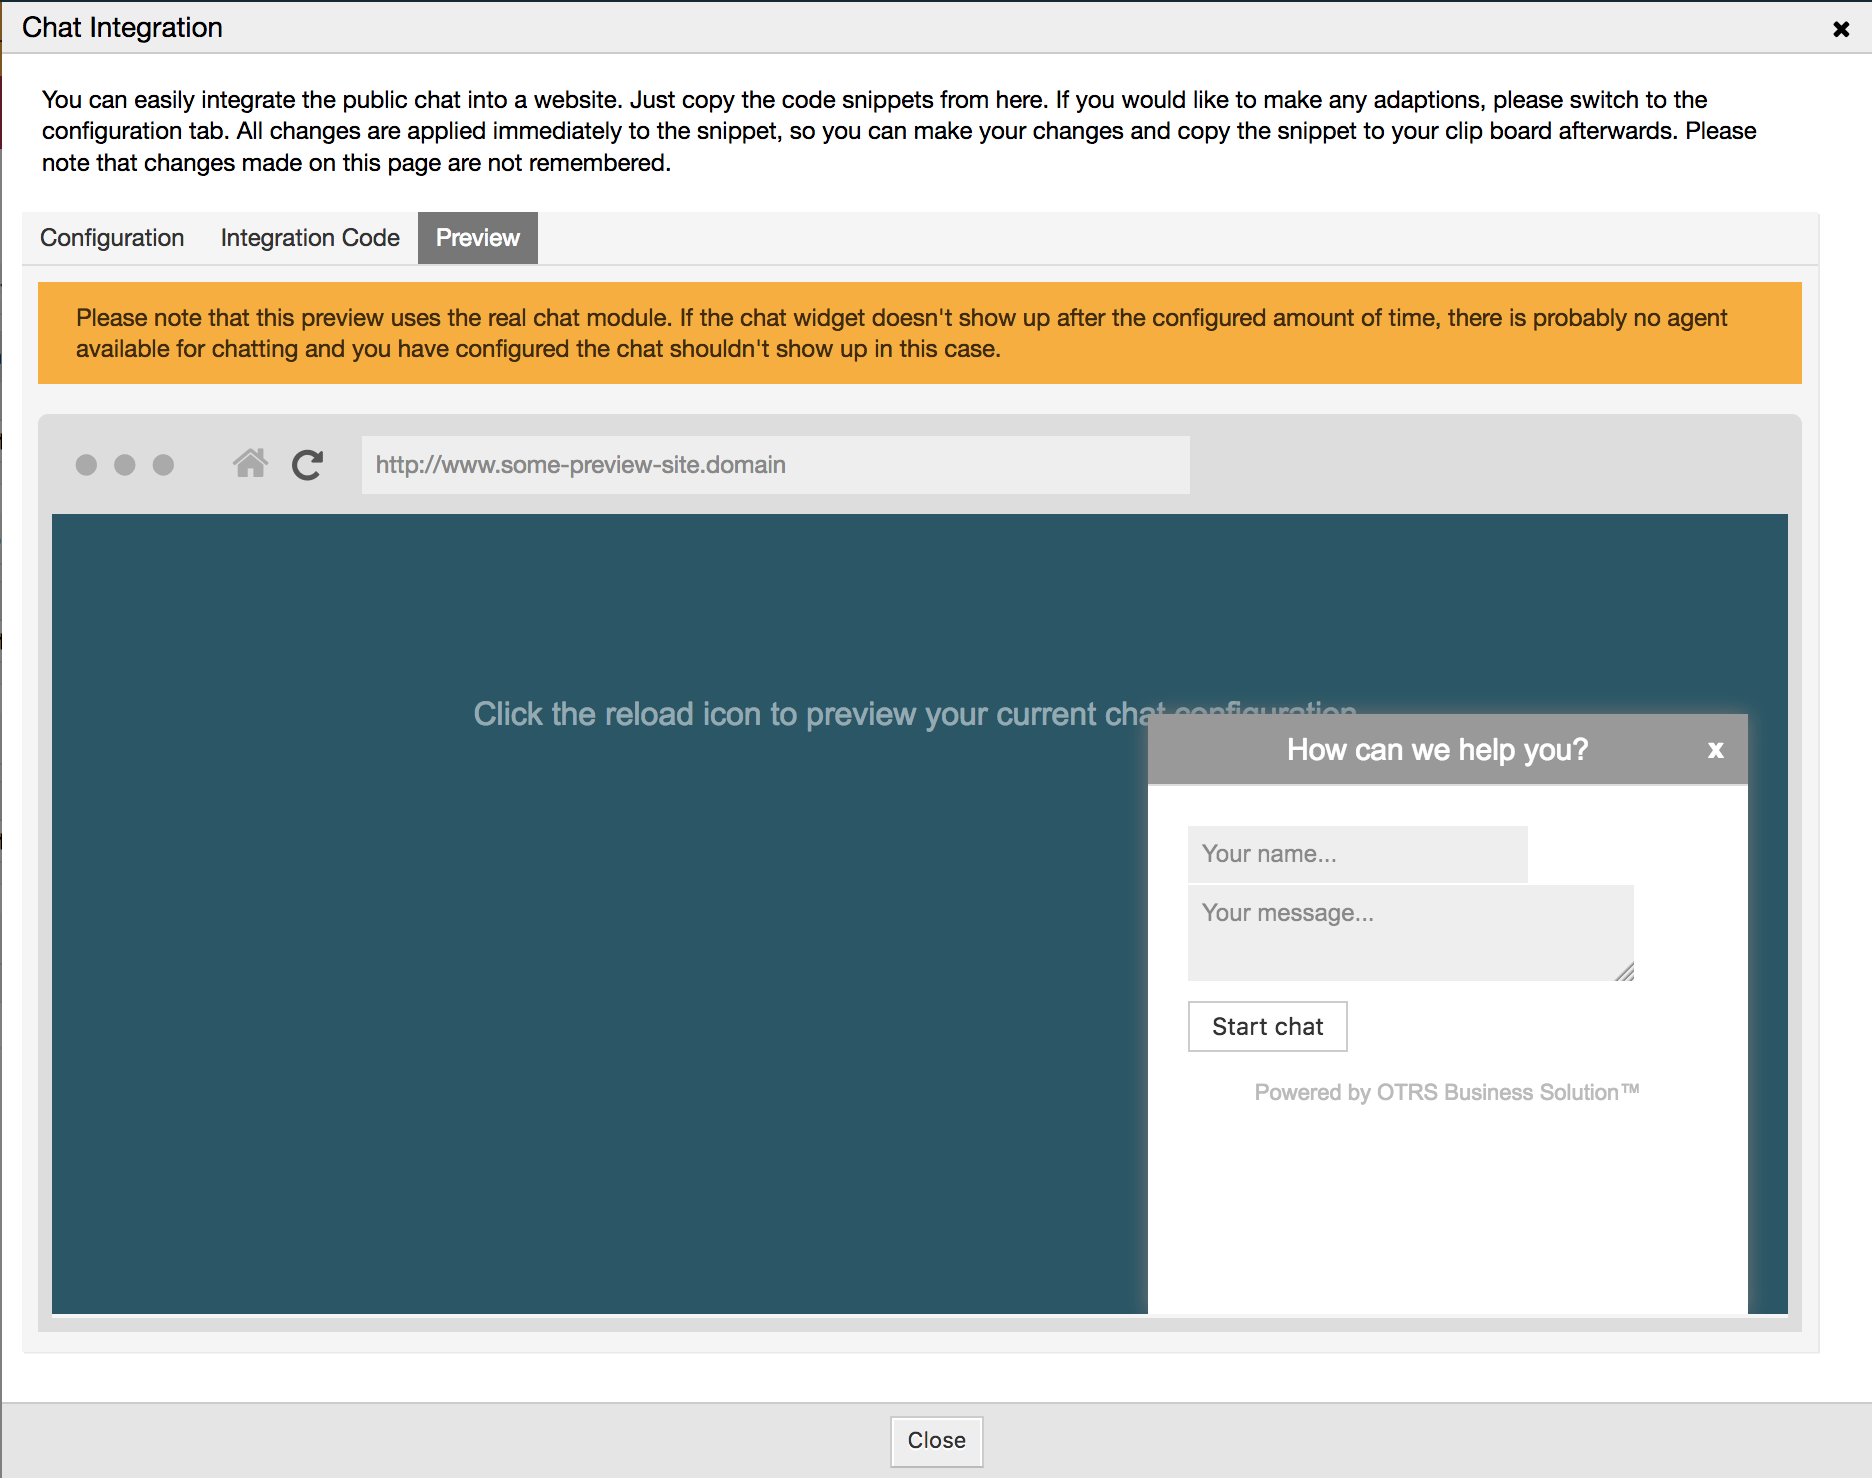 Chat Integration
You can easily integrate the public chat into a website. Just copy the code snippets from here. If you would like to make any adaptions, please switch to the
configuration tab. All changes are applied immediately to the snippet, so you can make your changes and copy the snippet to your clip board afterwards. Please
note that changes made on this page are not remembered.
Configuration Integration Code Preview
Please note that this preview uses the real chat module. If the chat widget doesn't show up after the configured amount of time, there is probably no agent
available for chatting and you have configured the chat shouldn't show up in this case.
http://www.some-preview-site.domain
Click the reload icon to preview your current chat configuration
How can we help you? x
Your name...
Your message...
Start chat
Powered by OTRS Business Solution™
Close